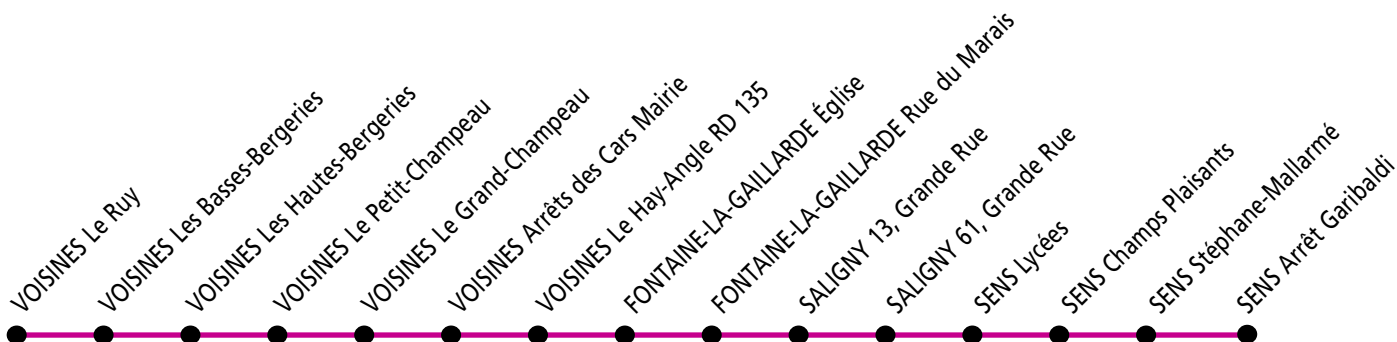 VOISINES Le Ruy
VOISINES Les Basses-Bergeries
VOISINES Les Hautes-Bergeries
VOISINES Le Petit-Champeau
VOISINES Le Grand-Champeau
VOISINES Arrêts des Cars Mairie
VOISINES Le Hay-Angle RD 135
FONTAINE-LA-GAILLARDE Église
FONTAINE-LA-GAILLARDE Rue du Marais
SALIGNY 13, Grande Rue
SALIGNY 61, Grande Rue
SENS Lycées
SENS Champs Plaisants
SENS Stéphane-Mallarmé
SENS Arrêt Garibaldi